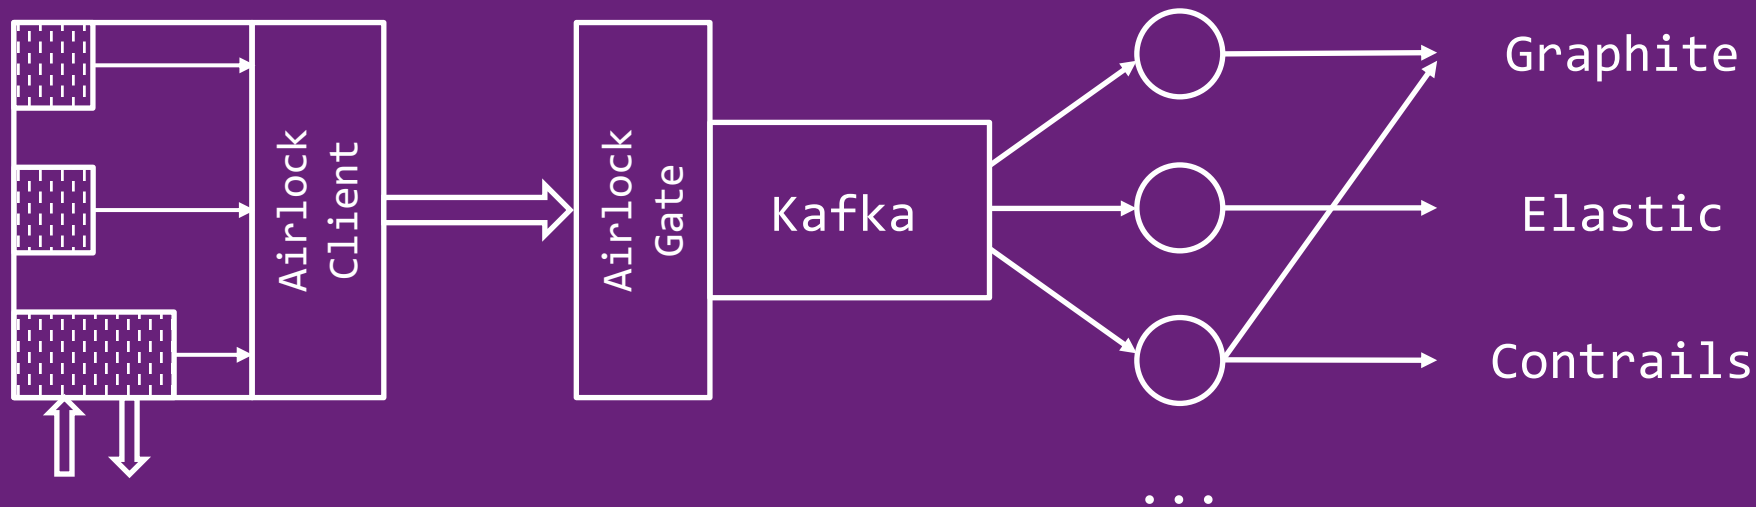 Airlock
Client
Airlock
Gate
Kafka
Graphite
Elastic
Contrails
...